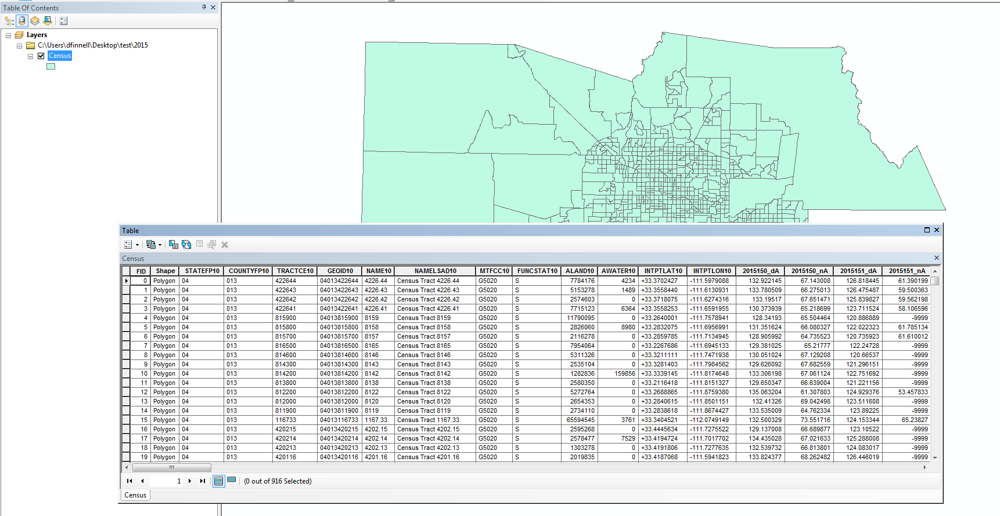 Table Of Contents
Layers
C:\Users\dfinnell\Desktop\test\2015
Census
Table
Census
FID Shape STATEFP10 COUNTYFP10 TRACTCE10 GEOID10 NAME10 NAMELSAD10 MTFCC10 FUNCSTAT10 ALAND10 AWATER10 INTPTLAT10 INTPTLON10 2015150_dA 2015150_nA 2015151_dA 2015151_nA
0 Polygon 04 013 422644 04013422644 4226.44 Census Tract 4226.44 G5020 S 7784176 4234 +33.3702427 -111.5979088 132.922145 67.143008 126.818445 61.390199
1 Polygon 04 013 422643 04013422643 4226.43 Census Tract 4226.43 G5020 S 5153278 1489 +33.3558440 -111.6130931 133.780509 66.275013 126.475487 59.500363
2 Polygon 04 013 422642 04013422642 4226.42 Census Tract 4226.42 G5020 S 2574603 0 +33.3718075 -111.6274316 133.19517 67.651471 125.839827 59.562198
3 Polygon 04 013 422641 04013422641 4226.41 Census Tract 4226.41 G5020 S 7715123 6364 +33.3558253 -111.6591955 130.373939 65.218699 123.711524 58.106596
4 Polygon 04 013 815900 04013815900 8159 Census Tract 8159 G5020 S 11790095 0 +33.2640001 -111.7578941 128.34193 65.504464 120.886889 -9999
5 Polygon 04 013 815800 04013815800 8158 Census Tract 8158 G5020 S 2826060 8980 +33.2832075 -111.6956991 131.351624 66.080327 122.022323 61.785134
6 Polygon 04 013 815700 04013815700 8157 Census Tract 8157 G5020 S 2116278 0 +33.2859785 -111.7134945 128.905992 64.735523 120.735923 61.610012
7 Polygon 04 013 816500 04013816500 8165 Census Tract 8165 G5020 S 7954064 0 +33.2267686 -111.6945133 129.381025 65.21777 122.24728 -9999
8 Polygon 04 013 814600 04013814600 8146 Census Tract 8146 G5020 S 5311326 0 +33.3211111 -111.7471938 130.051024 67.129208 120.66537 -9999
9 Polygon 04 013 814300 04013814300 8143 Census Tract 8143 G5020 S 2535104 0 +33.3281403 -111.7984562 129.626092 67.682559 121.296151 -9999
10 Polygon 04 013 814200 04013814200 8142 Census Tract 8142 G5020 S 1282836 159856 +33.3339145 -111.8174648 133.306198 67.061124 122.751692 -9999
11 Polygon 04 013 813800 04013813800 8138 Census Tract 8138 G5020 S 2580350 0 +33.2116418 -111.8151327 129.650347 66.639004 121.221156 -9999
12 Polygon 04 013 812200 04013812200 8122 Census Tract 8122 G5020 S 5272764 0 +33.2688865 -111.8759380 135.063204 61.307803 124.929376 53.457833
13 Polygon 04 013 812000 04013812000 8120 Census Tract 8120 G5020 S 2654353 0 +33.2840615 -111.8501151 132.41326 69.042498 123.511608 -9999
14 Polygon 04 013 811900 04013811900 8119 Census Tract 8119 G5020 S 2734110 0 +33.2838618 -111.8674427 133.535009 64.762334 123.89225 -9999
15 Polygon 04 013 116733 04013116733 1167.33 Census Tract 1167.33 G5020 S 65594545 3761 +33.3404521 -112.0749149 132.500329 73.551716 124.153344 65.23827
16 Polygon 04 013 420215 04013420215 4202.15 Census Tract 4202.15 G5020 S 2595268 0 +33.4445634 -111.7275522 129.137008 66.689877 123.10522 -9999
17 Polygon 04 013 420214 04013420214 4202.14 Census Tract 4202.14 G5020 S 2578477 7529 +33.4194724 -111.7017702 134.435028 67.021633 125.288008 -9999
18 Polygon 04 013 420213 04013420213 4202.13 Census Tract 4202.13 G5020 S 1303278 0 +33.4191806 -111.7277635 132.539732 66.813801 124.083017 -9999
19 Polygon 04 013 420116 04013420116 4201.16 Census Tract 4201.16 G5020 S 2019835 0 +33.4187068 -111.5941823 133.824377 68.262482 126.446019 -9999
1 (0 out of 916 Selected)
Census